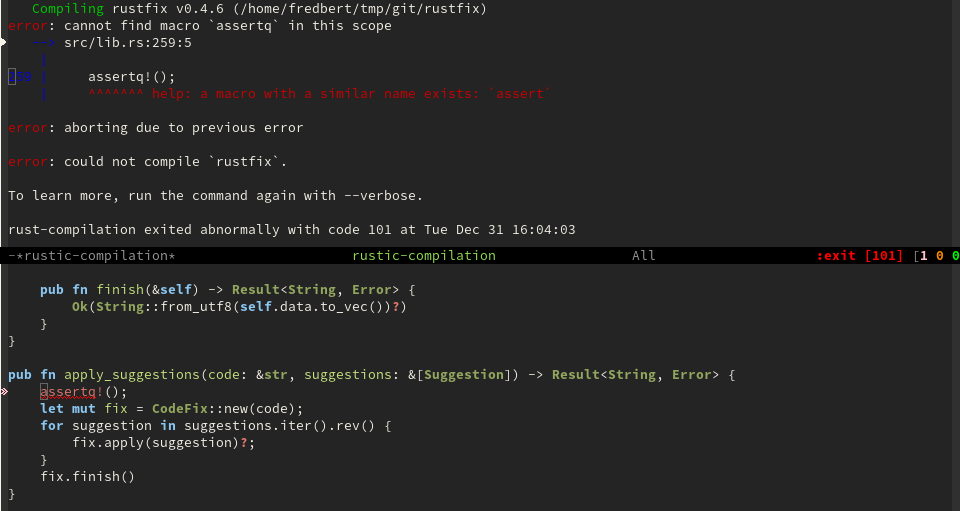 Compiling rustfix v0.4.6 (/home/fredbert/tmp/git/rustfix)
error: cannot find macro `assertq` in this scope
--> src/lib.rs:259:5
|
259 |     assertq!();
|     ^^^^^^^ help: a macro with a similar name exists: `assert`
error: aborting due to previous error
error: could not compile `rustfix`.
To learn more, run the command again with --verbose.
rust-compilation exited abnormally with code 101 at Tue Dec 31 16:04:03
-*rustic-compilation* rustic-compilation All :exit [101] [1 0 0
pub fn finish(&self) -> Result<String, Error> {
Ok(String::from_utf8(self.data.to_vec())?)
}
}
pub fn apply_suggestions(code: &str, suggestions: &[Suggestion]) -> Result<String, Error> {
» assertq!();
let mut fix = CodeFix::new(code);
for suggestion in suggestions.iter().rev() {
fix.apply(suggestion)?;
}
fix.finish()
}